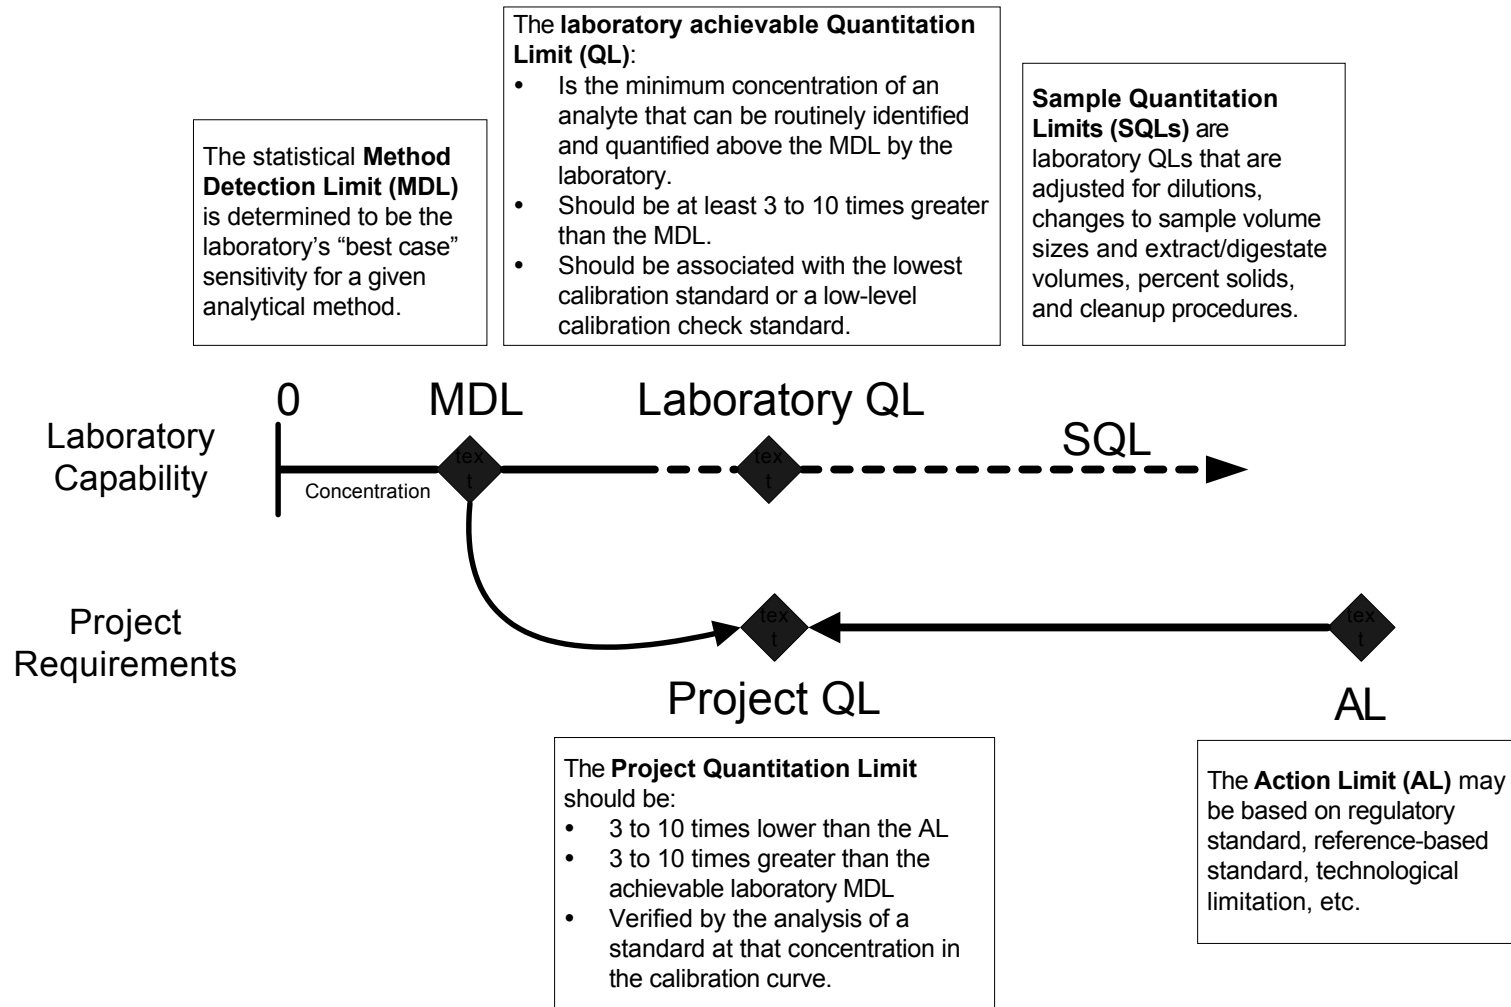 The statistical Method
Detection Limit (MDL)
is determined to be the
laboratory’s “best case”
sensitivity for a given
analytical method.
The laboratory achievable Quantitation
Limit (QL):
• Is the minimum concentration of an
analyte that can be routinely identified
and quantified above the MDL by the
laboratory.
• Should be at least 3 to 10 times greater
than the MDL.
• Should be associated with the lowest
calibration standard or a low-level
calibration check standard.
Sample Quantitation
Limits (SQLs) are
laboratory QLs that are
adjusted for dilutions,
changes to sample volume
sizes and extract/digestate
volumes, percent solids,
and cleanup procedures.
0
MDL
Laboratory QL
SQL
Laboratory
Capability
Concentration
tex
t
tex
t
Project
Requirements
tex
t
tex
t
Project QL
AL
The Project Quantitation Limit
should be:
• 3 to 10 times lower than the AL
• 3 to 10 times greater than the
achievable laboratory MDL
• Verified by the analysis of a
standard at that concentration in
the calibration curve.
The Action Limit (AL) may
be based on regulatory
standard, reference-based
standard, technological
limitation, etc.